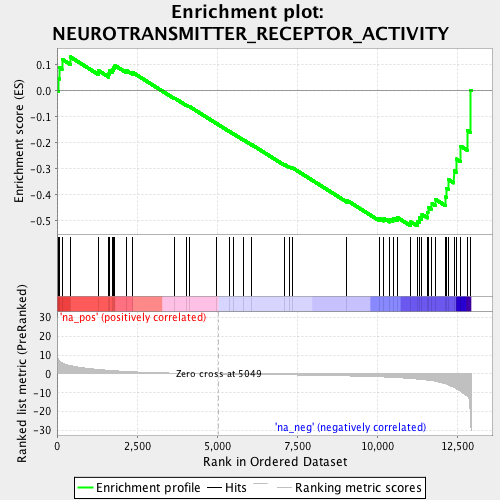 Enrichment plot:
NEUROTRANSMITTER_RECEPTOR_ACTIVITY
Enrichment score (ES)
0.1
0.0
-0.1
-0.2
-0.3
-0.4
-0.5
'na_pos' (positively correlated)
Ranked list metric (PreRanked)
30
20
10
0
-10
-20
-30
Zero cross at 5049
'na_neg' (negatively correlated)
0
2,500
5,000
7,500
10,000
12,500
Rank in Ordered Dataset
Enrichment profile
Hits
Ranking metric scores